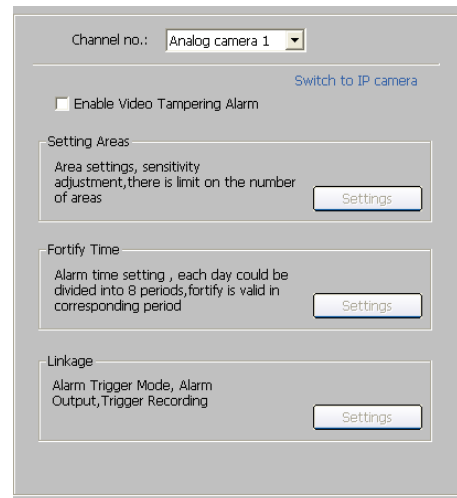 Channel no.: Analog camera 1
Switch to IP camera
Enable Video Tampering Alarm
Setting Areas
Area settings, sensitivity
adjustment,there is limit on the number
of areas
Settings
Fortify Time
Alarm time setting , each day could be
divided into 8 periods,fortify is valid in
corresponding period
Settings
Linkage
Alarm Trigger Mode, Alarm
Output,Trigger Recording
Settings